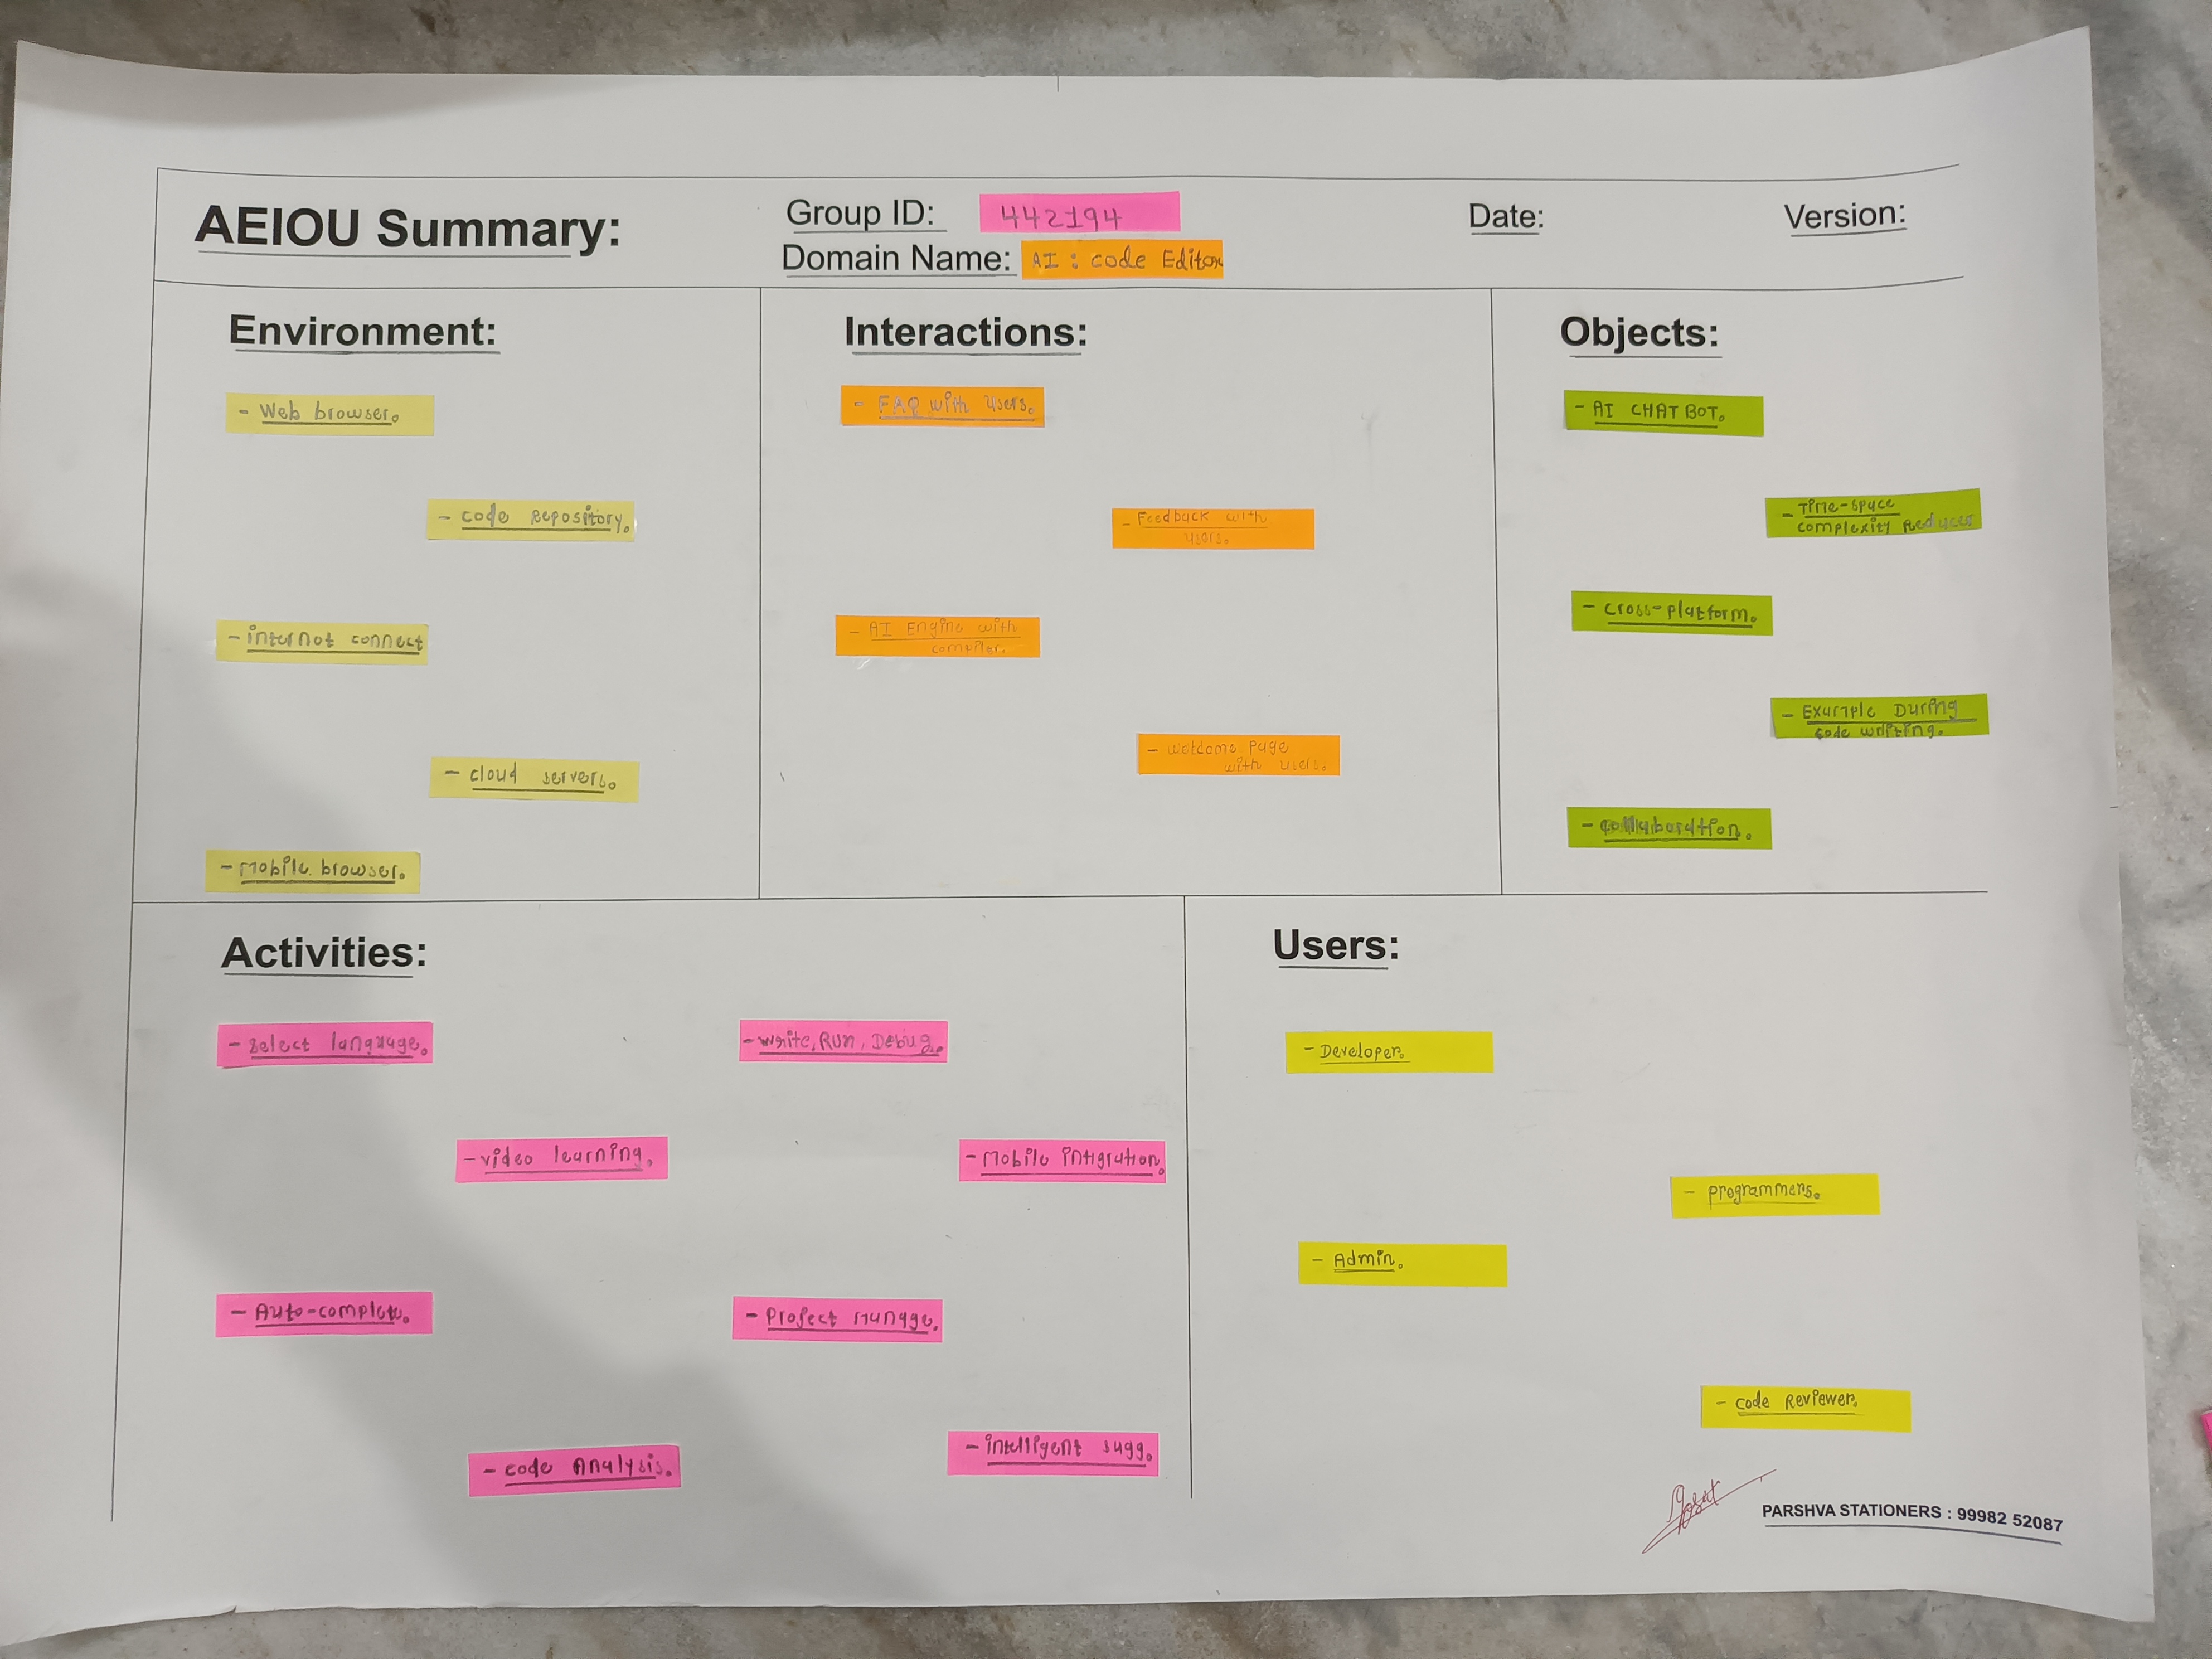 AEIOU Summary:
Group ID: 442194
Domain Name: AI : code Editor
Date:
Version:
Environment:
- Web browser.
- code Repository.
- internet connect
- cloud servers.
- Mobile browser.
Interactions:
- FAQ with users.
- Feedback with
users.
- AI Engine with
compiler.
- welcome page
with users.
Objects:
- AI CHAT BOT.
- Time-space
complexity Reducer
- cross-platform.
- Example During
code writing.
- collaboration.
Activities:
- select language.
- write, Run, Debug.
- video learning.
- Mobile intigration.
- Auto-complete.
- Project manage.
- code Analysis.
- intelligent sugg.
Users:
- Developer.
- programmers.
- Admin.
- code Reviewer.
PARSHVA STATIONERS : 99982 52087